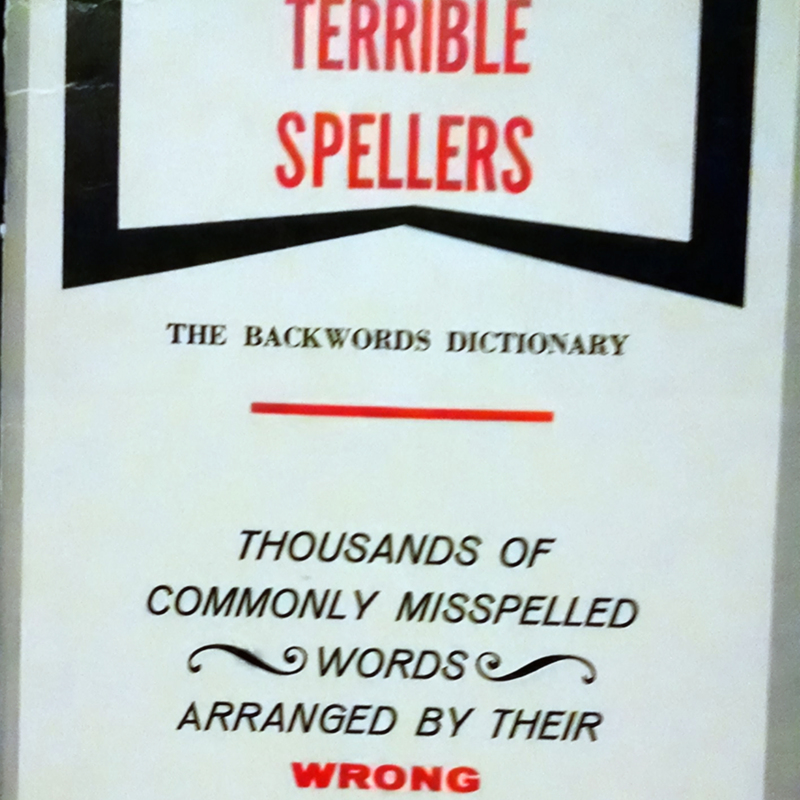 TERRIBLE
SPELLERS
THE BACKWORDS DICTIONARY
THOUSANDS OF
COMMONLY MISSPELLED
WORDS
ARRANGED BY THEIR
WRONG